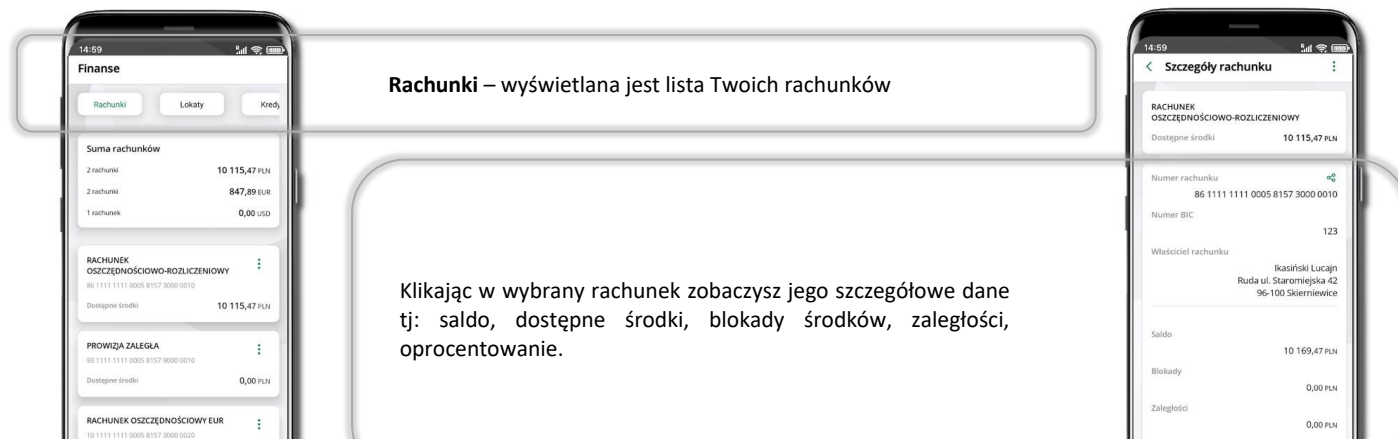 14:59
Finanse
Rachunki Lokaty Kredy
Suma rachunków
2 rachunki 10 115,47 PLN
2 rachunki 847,89 EUR
1 rachunek 0,00 USD
RACHUNEK
OSZCZĘDNOŚCIOWO-ROZLICZENIOWY
86 1111 1111 0005 8157 3000 0010
Dostępne środki 10 115,47 PLN
PROWIZJA ZALEGŁA
93 1111 1111 0005 8157 9000 0010
Dostępne środki 0,00 PLN
RACHUNEK OSZCZĘDNOŚCIOWY EUR
10 1111 1111 0005 8157 3000 0020
Rachunki – wyświetlana jest lista Twoich rachunków
Klikając w wybrany rachunek zobaczysz jego szczegółowe dane
tj: saldo, dostępne środki, blokady środków, zaległości,
oprocentowanie.
14:59
Szczegóły rachunku
RACHUNEK
OSZCZĘDNOŚCIOWO-ROZLICZENIOWY
Dostępne środki 10 115,47 PLN
Numer rachunku
86 1111 1111 0005 8157 3000 0010
Numer BIC
123
Właściciel rachunku
Ikasiński Lucajn
Ruda ul. Staromiejska 42
96-100 Skierniewice
Saldo
10 169,47 PLN
Blokady
0,00 PLN
Zaległości
0,00 PLN